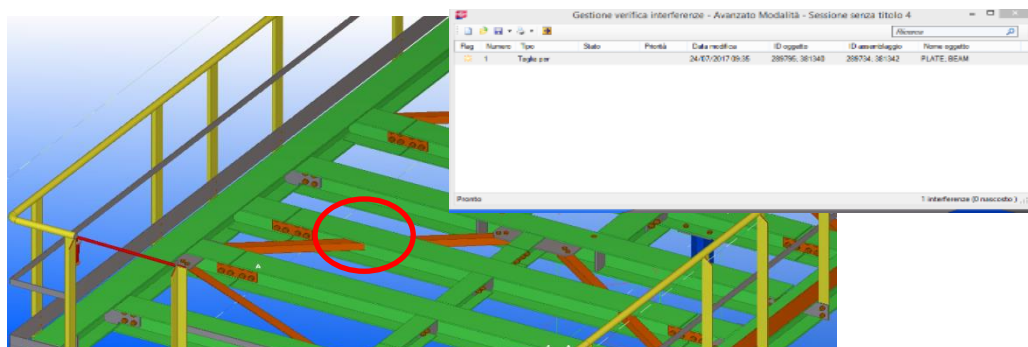 Gestione verifica interferenze - Avanzato Modalità - Sessione senza titolo 4
Ricerca
Flag Numero Tipo Stato Priorità Data modifica ID oggetto ID assemblaggio Nome oggetto
1 Taglia per 24/07/2017 09:35 289795, 381340 289734, 381342 PLATE, BEAM
Pronto 1 interferenze (0 nascosto )
A